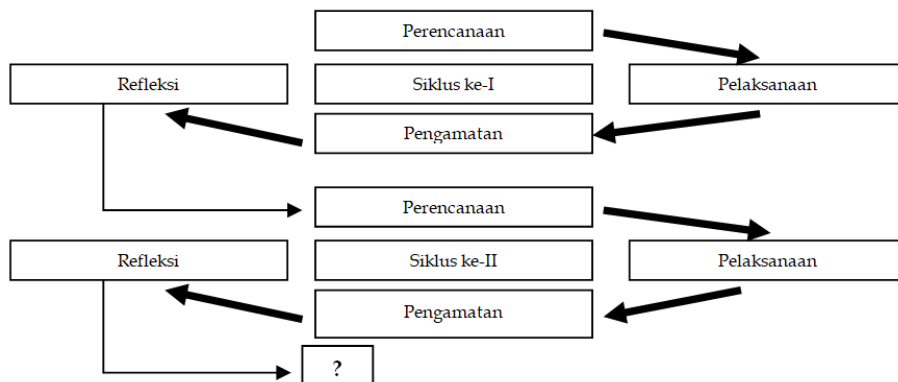 Perencanaan
Refleksi
Siklus ke-I
Pelaksanaan
Pengamatan
Perencanaan
Refleksi
Siklus ke-II
Pelaksanaan
Pengamatan
?